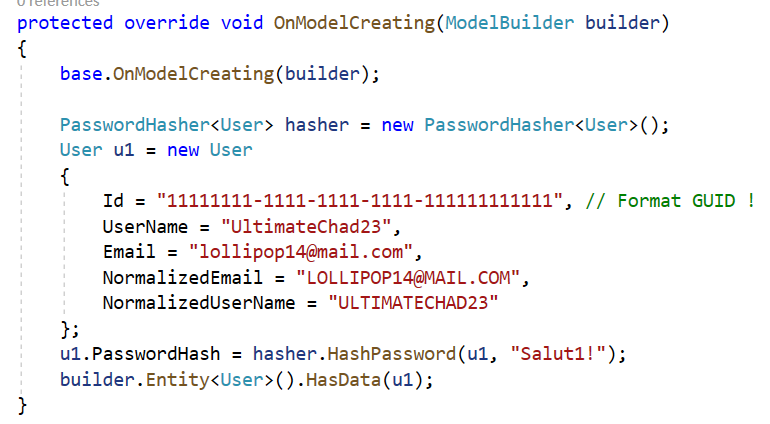 0 references
protected override void OnModelCreating(ModelBuilder builder)
{
base.OnModelCreating(builder);
PasswordHasher<User> hasher = new PasswordHasher<User>();
User u1 = new User
{
Id = "11111111-1111-1111-1111-111111111111", // Format GUID !
UserName = "UltimateChad23",
Email = "lollipop14@mail.com",
NormalizedEmail = "LOLLIPOP14@MAIL.COM",
NormalizedUserName = "ULTIMATECHAD23"
};
u1.PasswordHash = hasher.HashPassword(u1, "Salut1!");
builder.Entity<User>().HasData(u1);
}